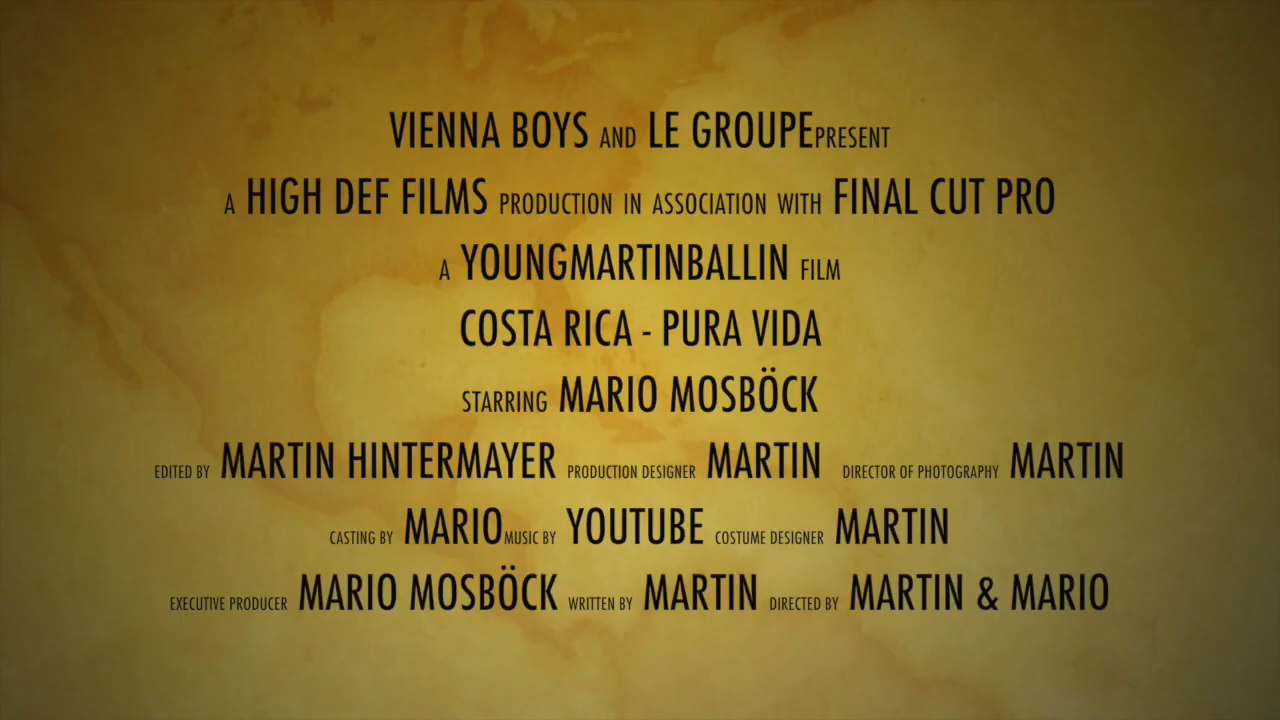 VIENNA BOYS AND LE GROUPEPRESENT
A HIGH DEF FILMS PRODUCTION IN ASSOCIATION WITH FINAL CUT PRO
A YOUNGMARTINBALLIN FILM
COSTA RICA - PURA VIDA
STARRING MARIO MOSBÖCK
EDITED BY MARTIN HINTERMAYER PRODUCTION DESIGNER MARTIN DIRECTOR OF PHOTOGRAPHY MARTIN
CASTING BY MARIOMUSIC BY YOUTUBE COSTUME DESIGNER MARTIN
EXECUTIVE PRODUCER MARIO MOSBÖCK WRITTEN BY MARTIN DIRECTED BY MARTIN & MARIO